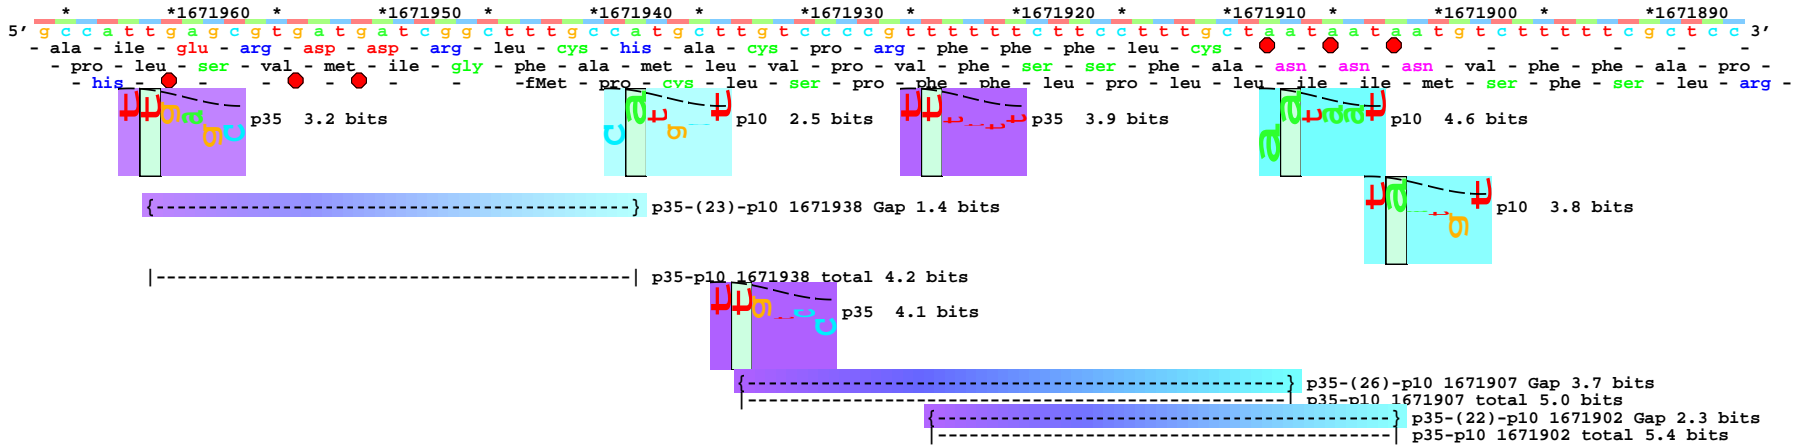 * *1671960 * *1671950 * *1671940 * *1671930 * *1671920 * *1671910 * *1671900 * *1671890
5' g c c a t t g a g c g t g a t g a t c g g c t t t g c c a t g c t t g t c c c c g t t t t t t c t t c c t t t g c t a a t a a t a a t g t c t t t t t c g c t c c 3'
- ala - ile - glu - arg - asp - asp - arg - leu - cys - his - ala - cys - pro - arg - phe - phe - phe - leu - cys - - - - - - - -
- pro - leu - ser - val - met - ile - gly - phe - ala - met - leu - val - pro - val - phe - ser - ser - phe - ala - asn - asn - asn - val - phe - phe - ala - pro -
- his - - - - - - -fMet - pro - cys - leu - ser - pro - phe - phe - leu - pro - leu - leu - ile - ile - met - ser - phe - ser - leu - arg -
t t g a g c p35 3.2 bits
c a t g t p10 2.5 bits
t t t t t p35 3.9 bits
a a t a a t p10 4.6 bits
t a t g t p10 3.8 bits
{----------------------------------------------} p35-(23)-p10 1671938 Gap 1.4 bits
|----------------------------------------------| p35-p10 1671938 total 4.2 bits
t t g t c c p35 4.1 bits
{----------------------------------------------------} p35-(26)-p10 1671907 Gap 3.7 bits
|----------------------------------------------------| p35-p10 1671907 total 5.0 bits
{--------------------------------------------} p35-(22)-p10 1671902 Gap 2.3 bits
|--------------------------------------------| p35-p10 1671902 total 5.4 bits